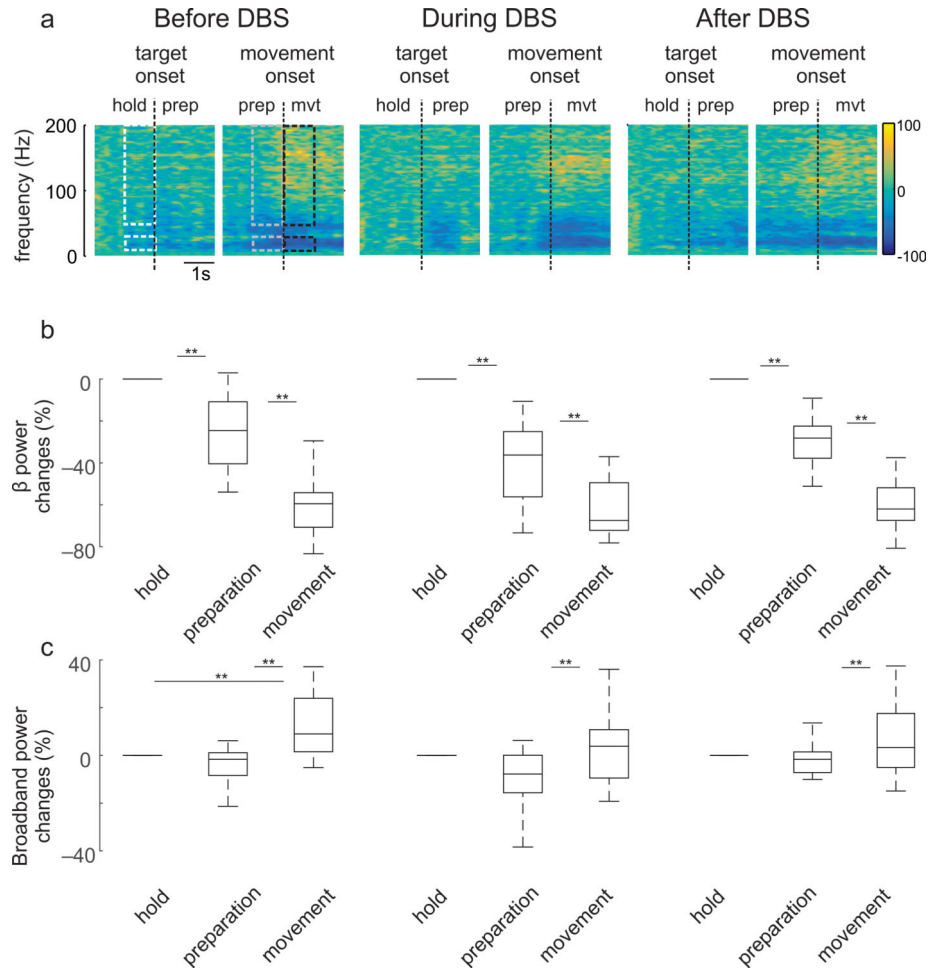 a
Before DBS
During DBS
After DBS
target onset
movement onset
target onset
movement onset
target onset
movement onset
hold prep
prep mvt
hold prep
prep mvt
hold prep
prep mvt
frequency (Hz)
200
100
0
1s
100
0
-100
b
β power changes (%)
0
−40
−80
** ** ** ** ** **
hold preparation movement
hold preparation movement
hold preparation movement
c
Broadband power changes (%)
40
0
−40
** ** ** **
hold preparation movement
hold preparation movement
hold preparation movement